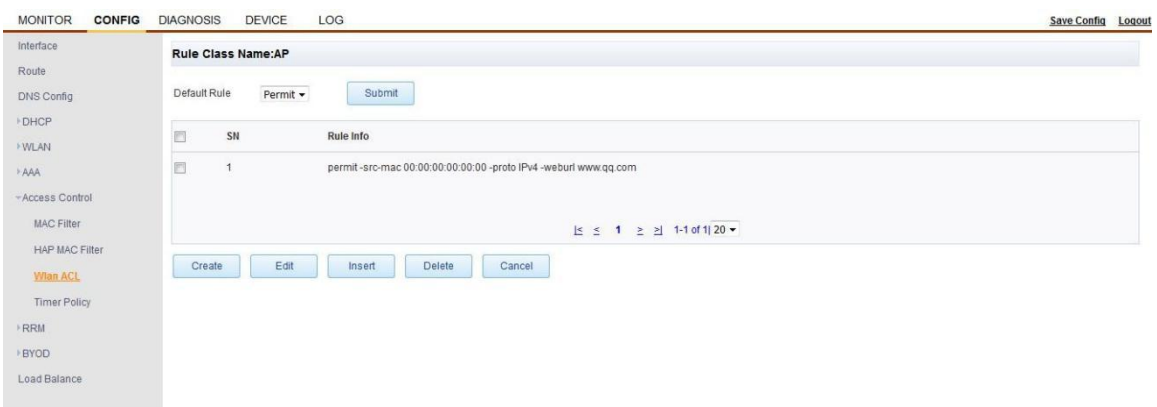 MONITOR CONFIG DIAGNOSIS DEVICE LOG Save Config Logout
Interface
Route
DNS Config
DHCP
WLAN
AAA
Access Control
MAC Filter
HAP MAC Filter
Wlan ACL
Timer Policy
RRM
BYOD
Load Balance
Rule Class Name:AP
Default Rule Permit Submit
SN Rule Info
1 permit -src-mac 00:00:00:00:00:00 -proto IPv4 -weburl www.qq.com
|< < 1 > >| 1-1 of 1| 20
Create Edit Insert Delete Cancel